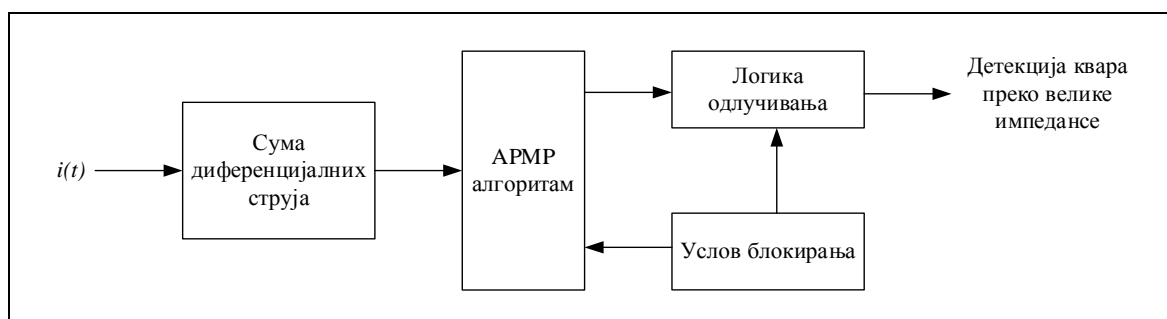 i(t)
Сума
диференцијалних
струја
АРМР
алгоритам
Логика
одлучивања
Услов блокирања
Детекција квара
преко велике
импедансе